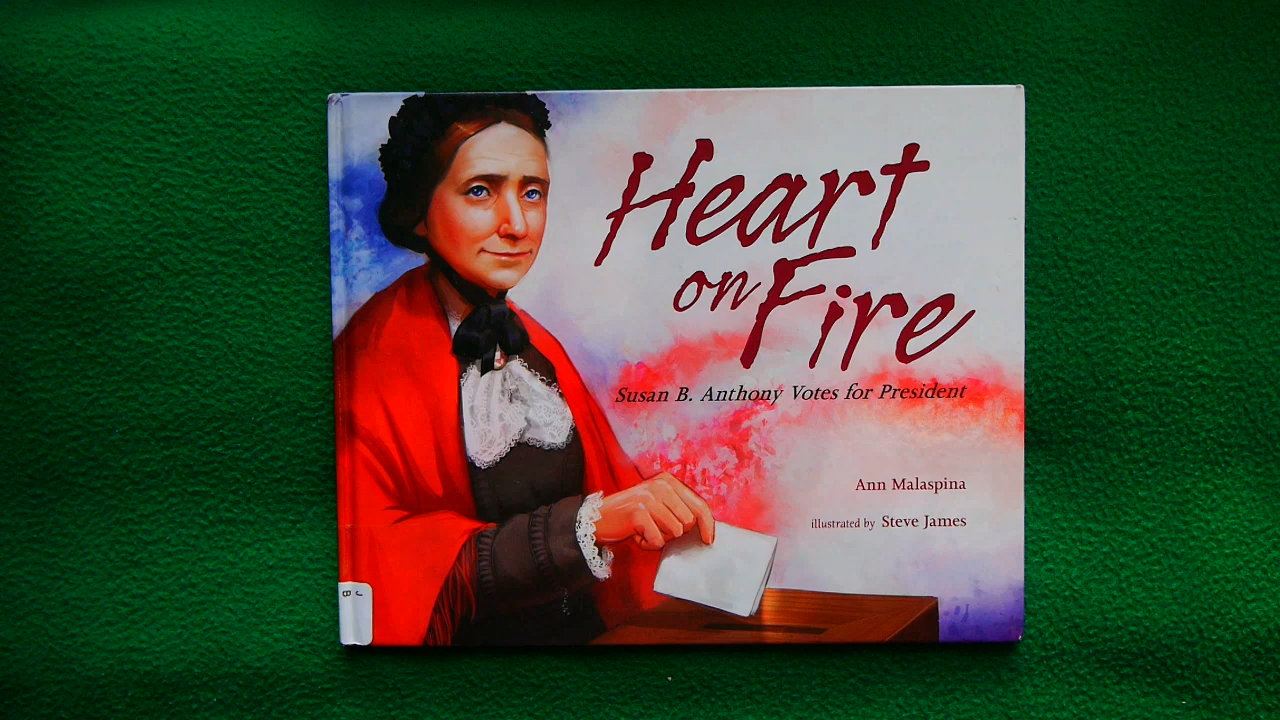 Heart
on Fire
Susan B. Anthony Votes for President
Ann Malaspina
illustrated by Steve James
J
B